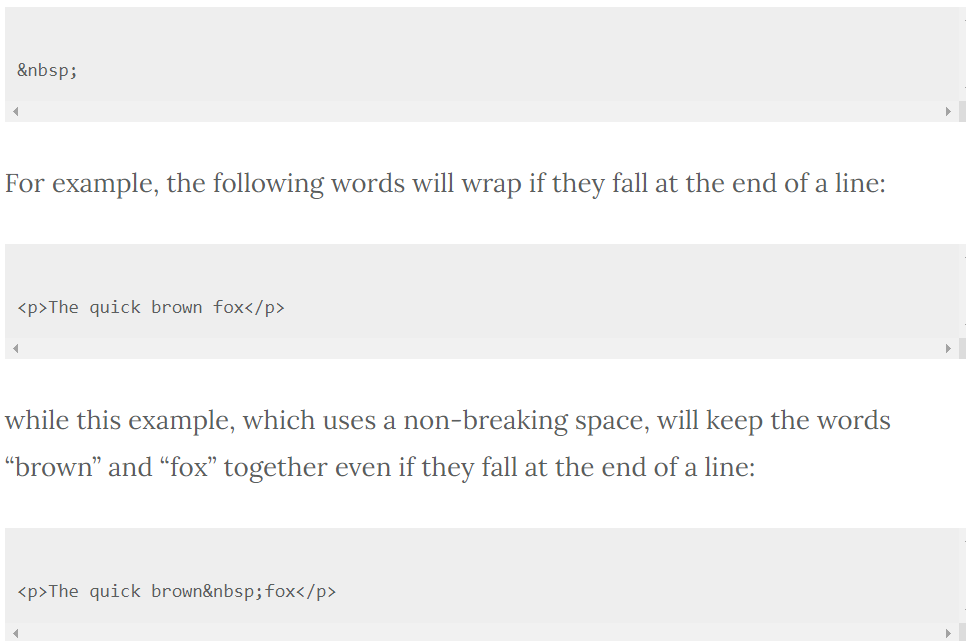 &nbsp;
For example, the following words will wrap if they fall at the end of a line:
<p>The quick brown fox</p>
while this example, which uses a non-breaking space, will keep the words
“brown” and “fox” together even if they fall at the end of a line:
<p>The quick brown&nbsp;fox</p>